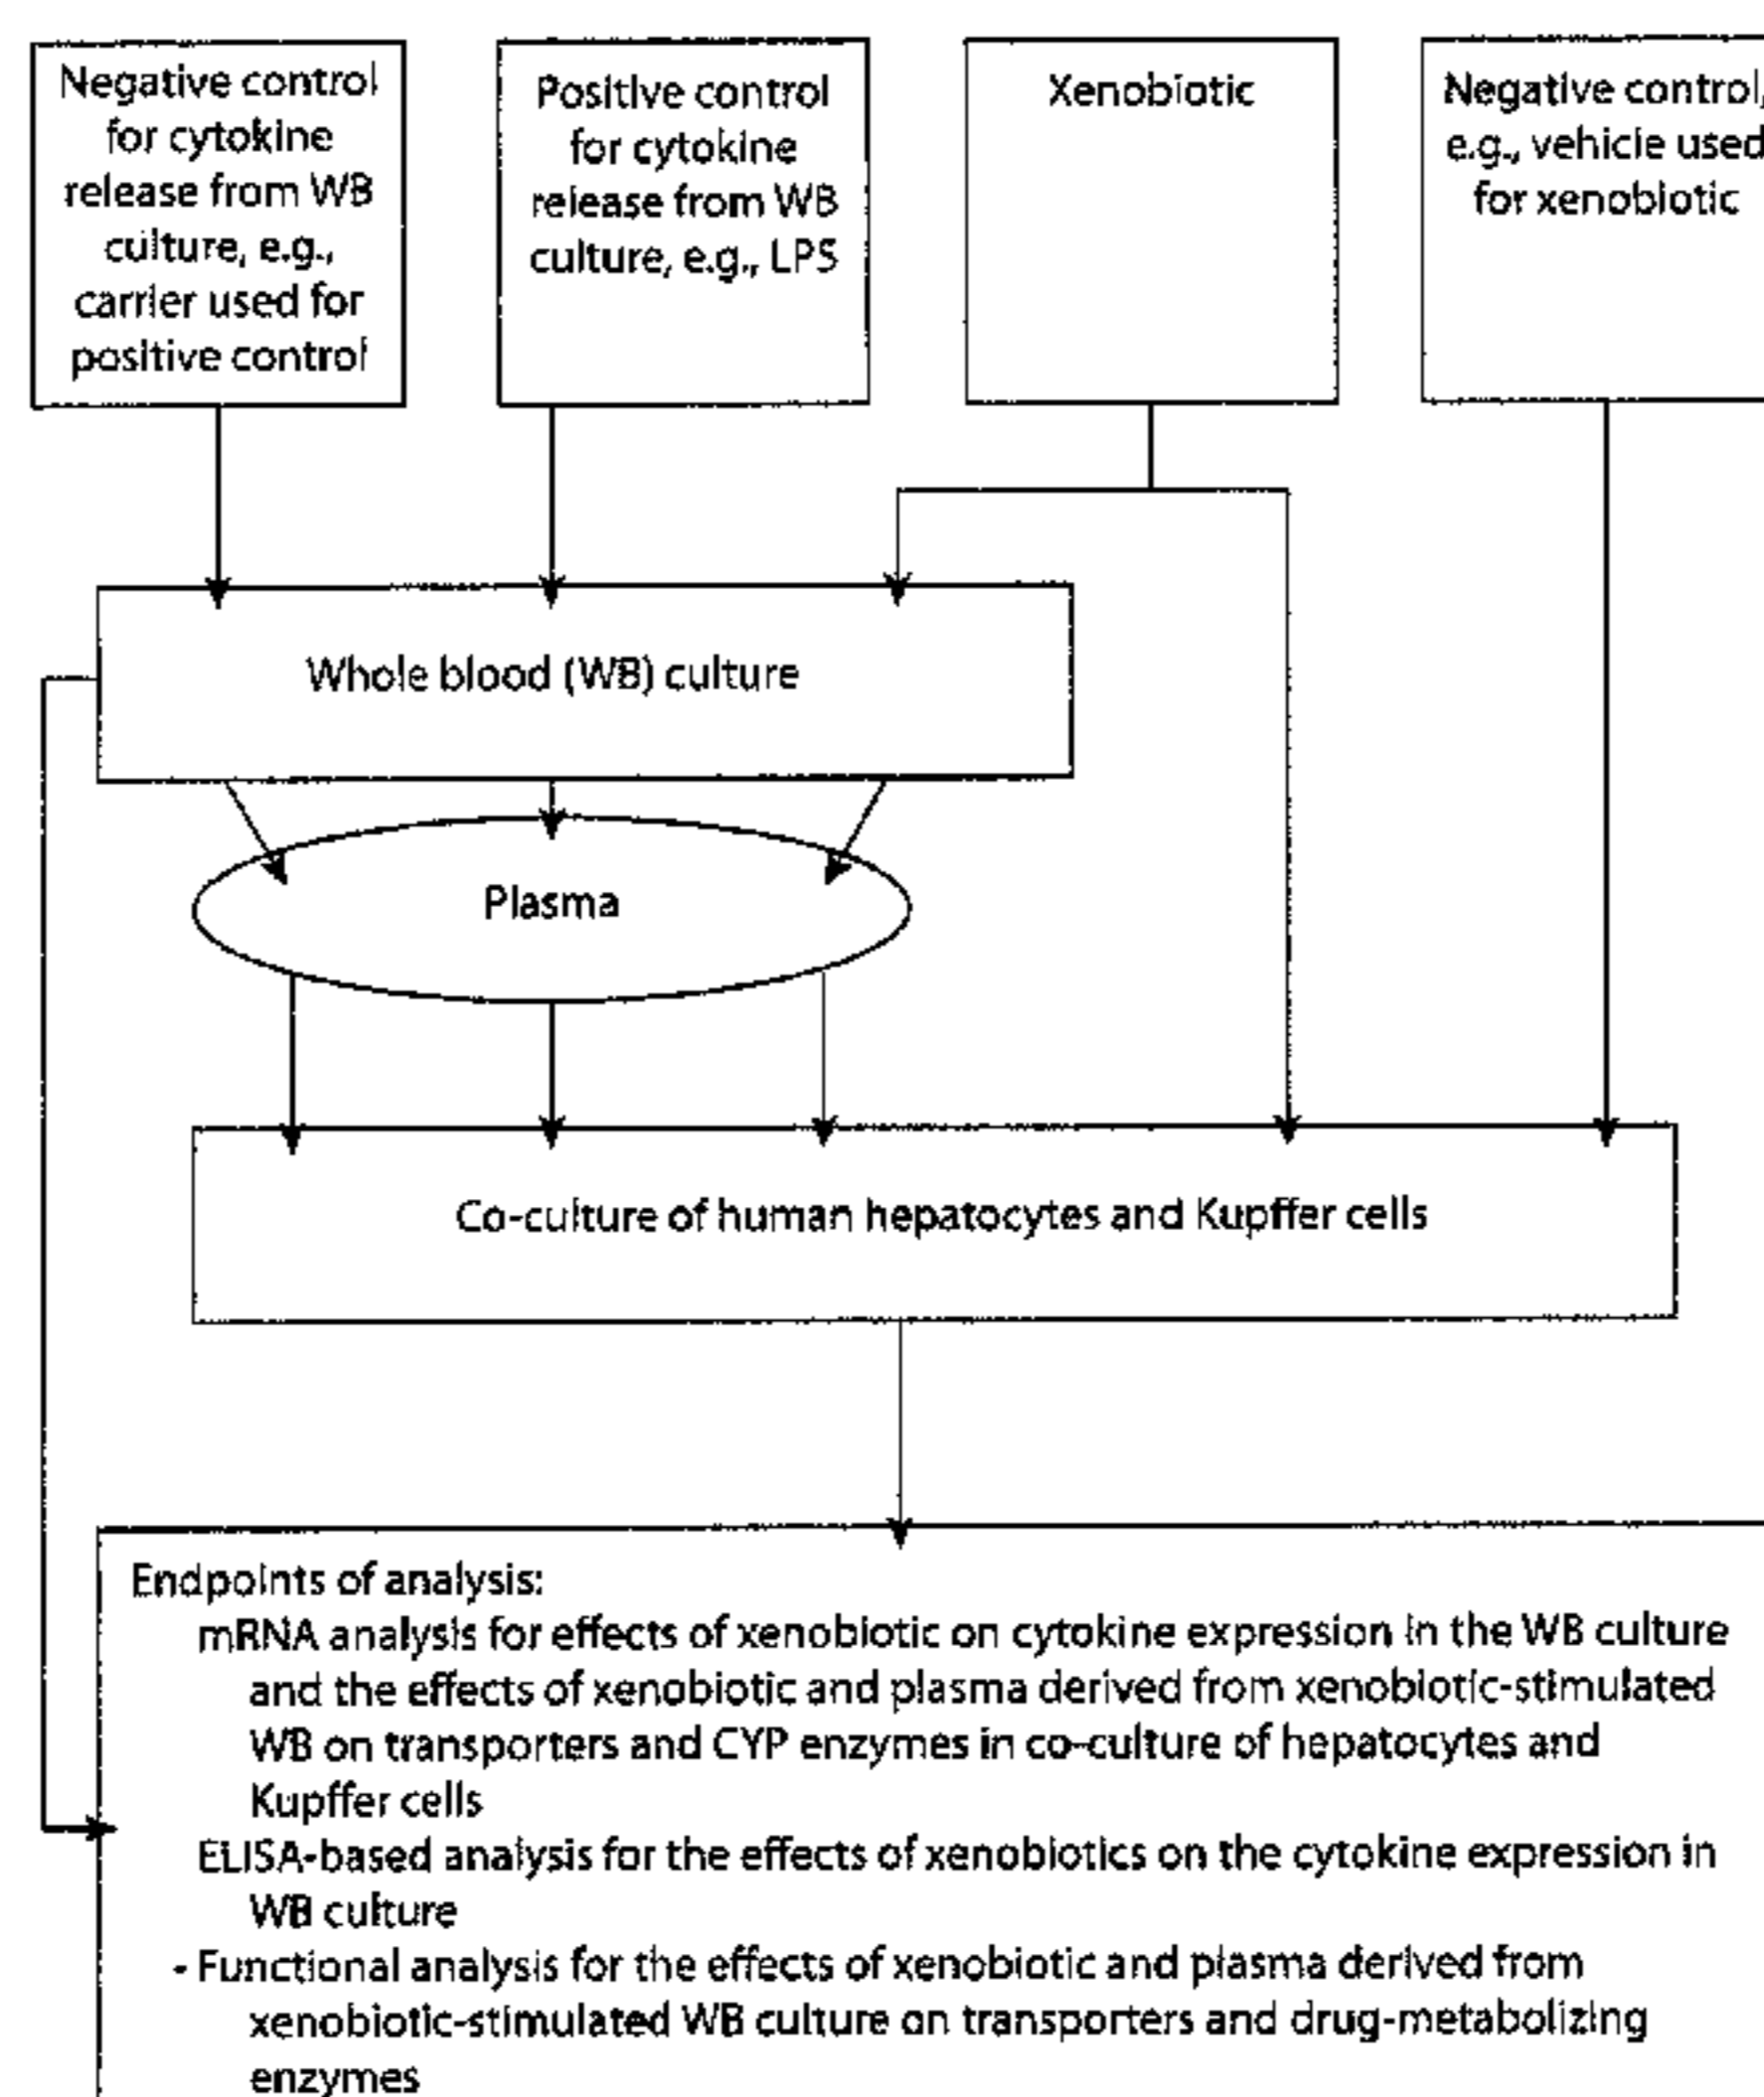 Negative control
for cytokine
release from WB
culture, e.g.,
carrier used for
positive control
Positive control
for cytokine
release from WB
culture, e.g., LPS
Xenobiotic
Negative control,
e.g., vehicle used
for xenobiotic
Whole blood (WB) culture
Plasma
Co-culture of human hepatocytes and Kupffer cells
Endpoints of analysis:
mRNA analysis for effects of xenobiotic on cytokine expression in the WB culture
and the effects of xenobiotic and plasma derived from xenobiotic-stimulated
WB on transporters and CYP enzymes in co-culture of hepatocytes and
Kupffer cells
ELISA-based analysis for the effects of xenobiotics on the cytokine expression in
WB culture
- Functional analysis for the effects of xenobiotic and plasma derived from
xenobiotic-stimulated WB culture on transporters and drug-metabolizing
enzymes